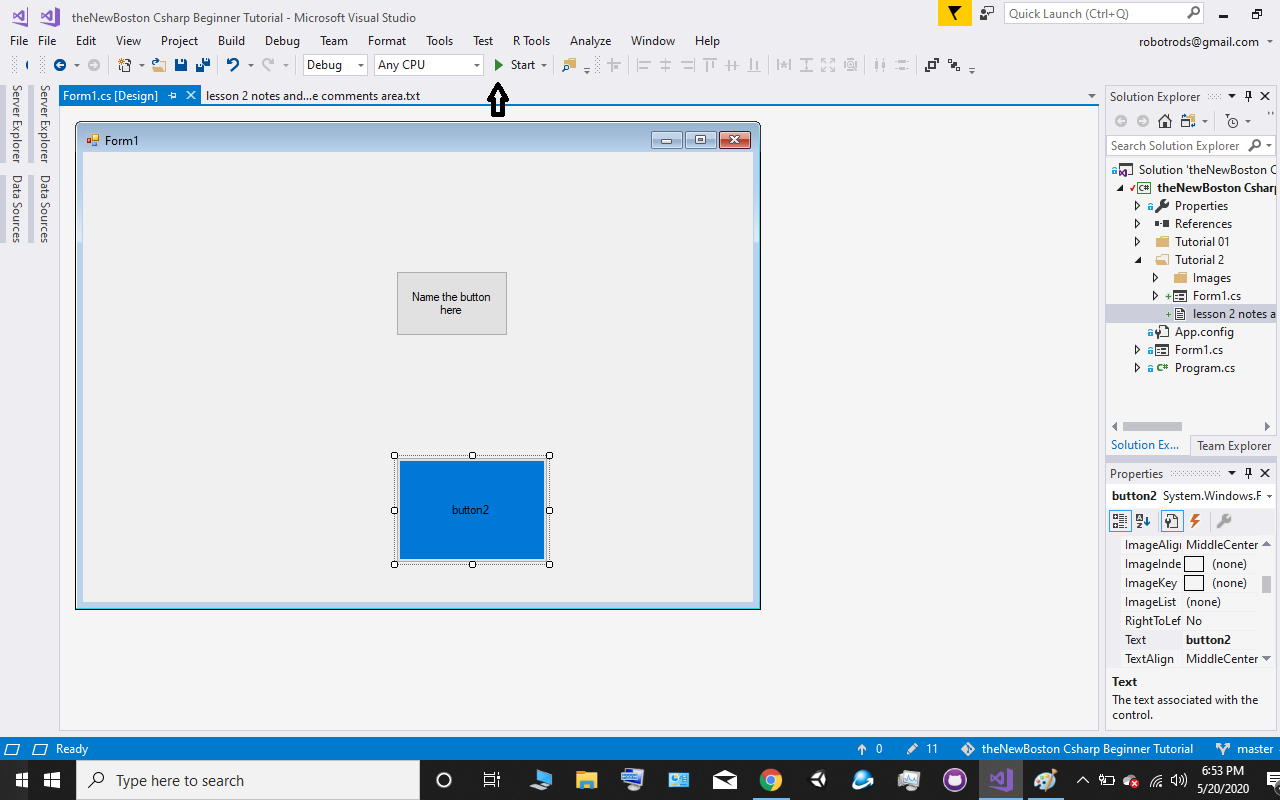 theNewBoston Csharp Beginner Tutorial - Microsoft Visual Studio
Quick Launch (Ctrl+Q)
File File Edit View Project Build Debug Team Format Tools Test R Tools Analyze Window Help
robotrods@gmail.com
Debug Any CPU Start
Server Explorer
Data Sources
Server Explorer
Data Sources
Form1.cs [Design] lesson 2 notes and...e comments area.txt
Form1
Name the button
here
button2
Solution Explorer
Search Solution Explorer
Solution 'theNewBoston C
theNewBoston Csharp
Properties
References
Tutorial 01
Tutorial 2
Images
Form1.cs
lesson 2 notes a
App.config
Form1.cs
C# Program.cs
Solution Ex... Team Explorer
Properties
button2 System.Windows.F
ImageAlign MiddleCenter
ImageInde (none)
ImageKey (none)
ImageList (none)
RightToLef No
Text button2
TextAlign MiddleCenter
Text
The text associated with the
control.
Ready 0 11 theNewBoston Csharp Beginner Tutorial master
Type here to search
6:53 PM
5/20/2020